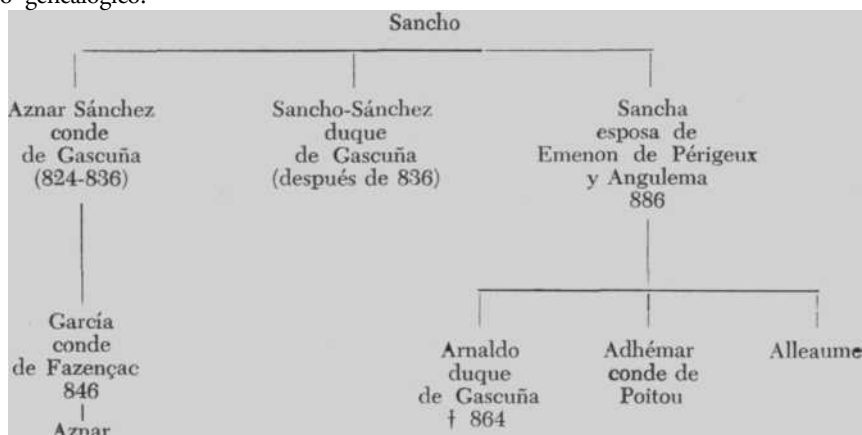 o genealógico.
Sancho
Aznar Sánchez
conde
de Gascuña
(824-836)
Sancho-Sánchez
duque
de Gascuña
(después de 836)
Sancha
esposa de
Emenon de Périgeux
y Angulema
886
García
conde
de Fazençac
846
Aznar
Arnaldo
duque
de Gascuña
† 864
Adhémar
conde de
Poitou
Alleaume